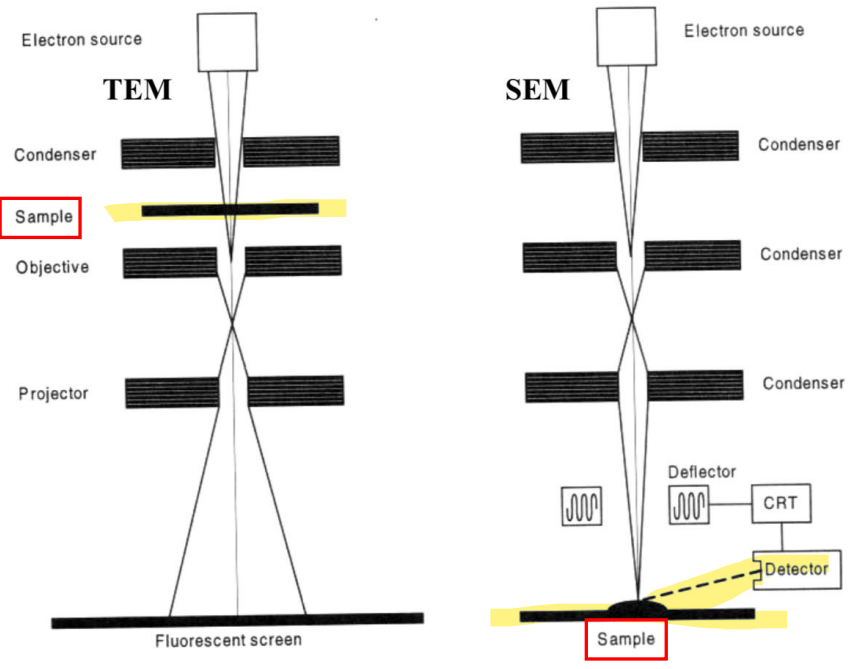 Electron source
TEM
Condenser
Sample
Objective
Projector
Fluorescent screen
Electron source
SEM
Condenser
Condenser
Condenser
Deflector
CRT
Detector
Sample